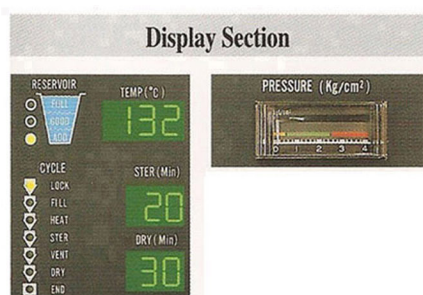 Display Section
RESERVOIR
FULL
GOOD
ADD
TEMP (°C)
132
CYCLE
LOCK
FILL
HEAT
STER
VENT
DRY
END
STER (Min)
20
DRY (Min)
30
PRESSURE (Kg/cm²)
0 1 2 3 4